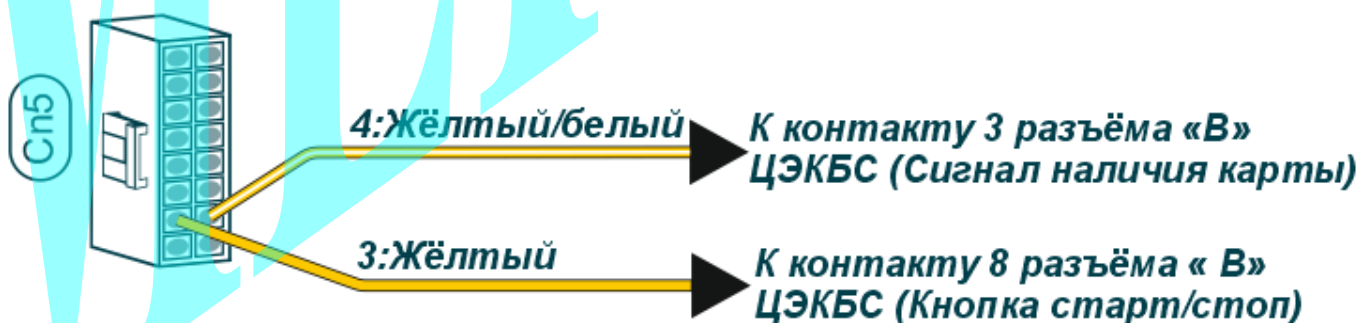 Cn5
4:Жёлтый/белый
К контакту 3 разъёма «В»
ЦЭКБС (Сигнал наличия карты)
3:Жёлтый
К контакту 8 разъёма « В»
ЦЭКБС (Кнопка старт/стоп)